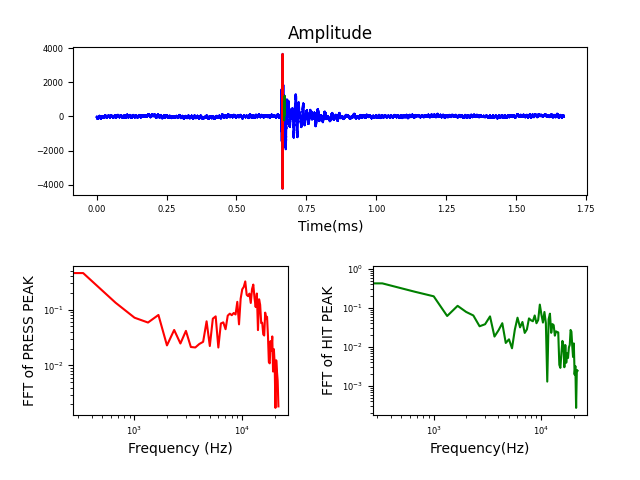 Amplitude
4000
2000
0
−2000
−4000
0.00 0.25 0.50 0.75 1.00 1.25 1.50 1.75
Time(ms)
FFT of PRESS PEAK
10⁻¹
10⁻²
10³ 10⁴
Frequency (Hz)
FFT of HIT PEAK
10⁰
10⁻¹
10⁻²
10⁻³
10³ 10⁴
Frequency(Hz)